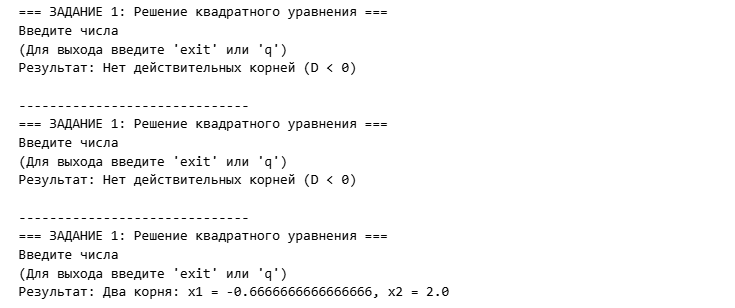 === ЗАДАНИЕ 1: Решение квадратного уравнения ===
Введите числа
(Для выхода введите 'exit' или 'q')
Результат: Нет действительных корней (D < 0)
------------------------------
=== ЗАДАНИЕ 1: Решение квадратного уравнения ===
Введите числа
(Для выхода введите 'exit' или 'q')
Результат: Нет действительных корней (D < 0)
------------------------------
=== ЗАДАНИЕ 1: Решение квадратного уравнения ===
Введите числа
(Для выхода введите 'exit' или 'q')
Результат: Два корня: x1 = -0.6666666666666666, x2 = 2.0